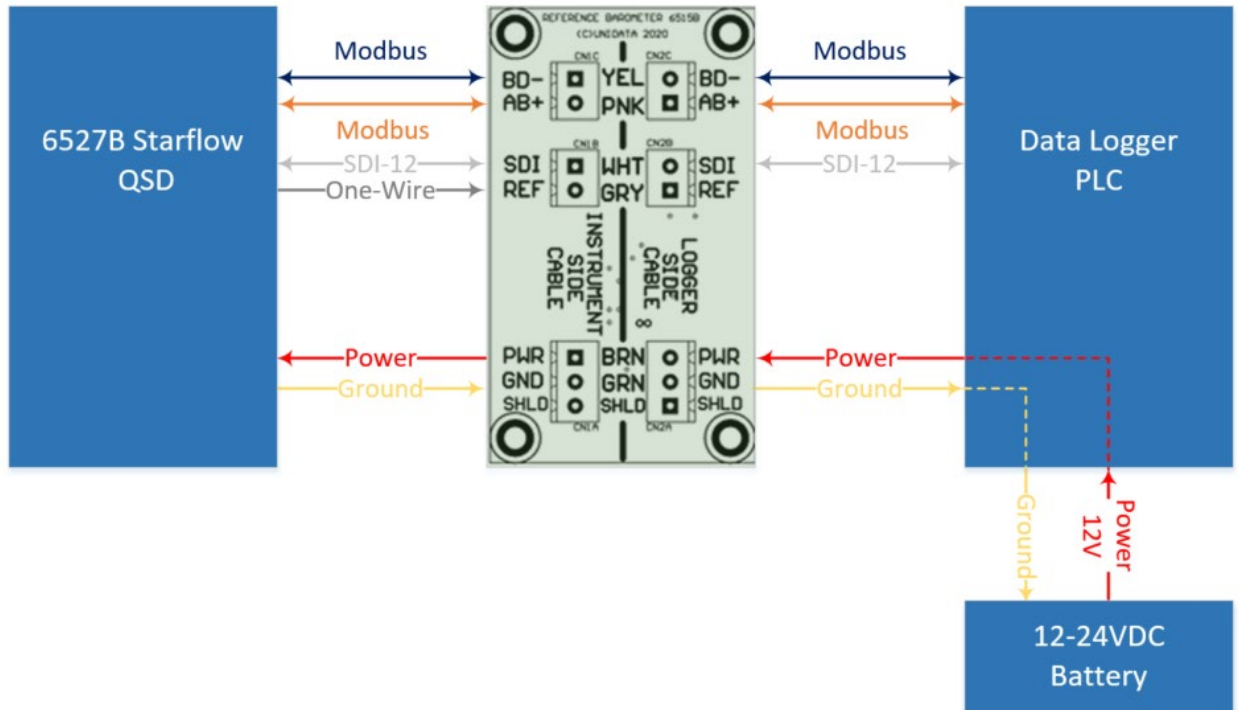 6527B Starflow
QSD
Modbus
Modbus
SDI-12
One-Wire
Power
Ground
REFERENCE BAROMETER 6515B
(C)UNIDATA 2020
CN1C
CN2C
BD- YEL BD-
AB+ PNK AB+
CN1B
CN2B
SDI WHT SDI
REF GRY REF
INSTRUMENT
SIDE
CABLE
LOGGER
SIDE
CABLE 8
PWR BRN PWR
GND GRN GND
SHLD SHLD SHLD
CN1A
CN2A
Modbus
Modbus
SDI-12
Power
Ground
Data Logger
PLC
Ground
Power
12V
12-24VDC
Battery